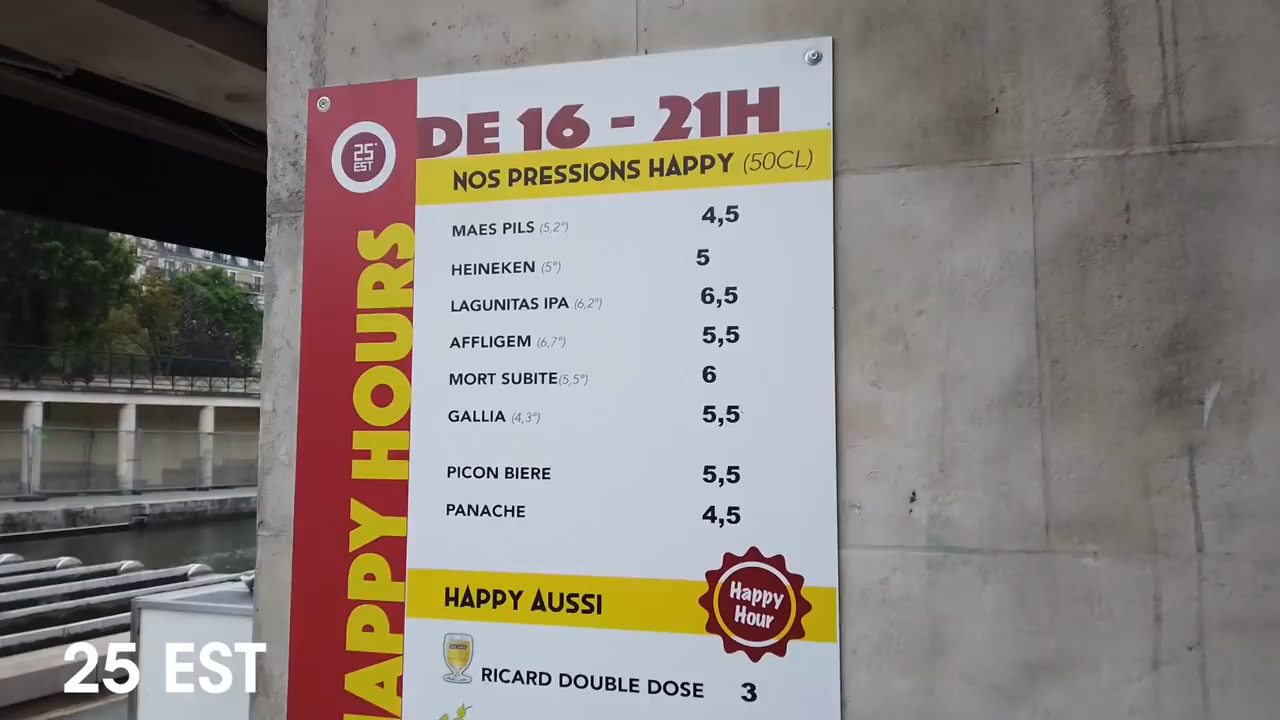 25°
EST
HAPPY HOURS
DE 16 - 21H
NOS PRESSIONS HAPPY (50CL)
MAES PILS (5,2°) 4,5
HEINEKEN (5°) 5
LAGUNITAS IPA (6,2°) 6,5
AFFLIGEM (6,7°) 5,5
MORT SUBITE(5,5°) 6
GALLIA (4,3°) 5,5
PICON BIERE 5,5
PANACHE 4,5
HAPPY AUSSI
Happy
Hour
RICARD DOUBLE DOSE 3
25 EST